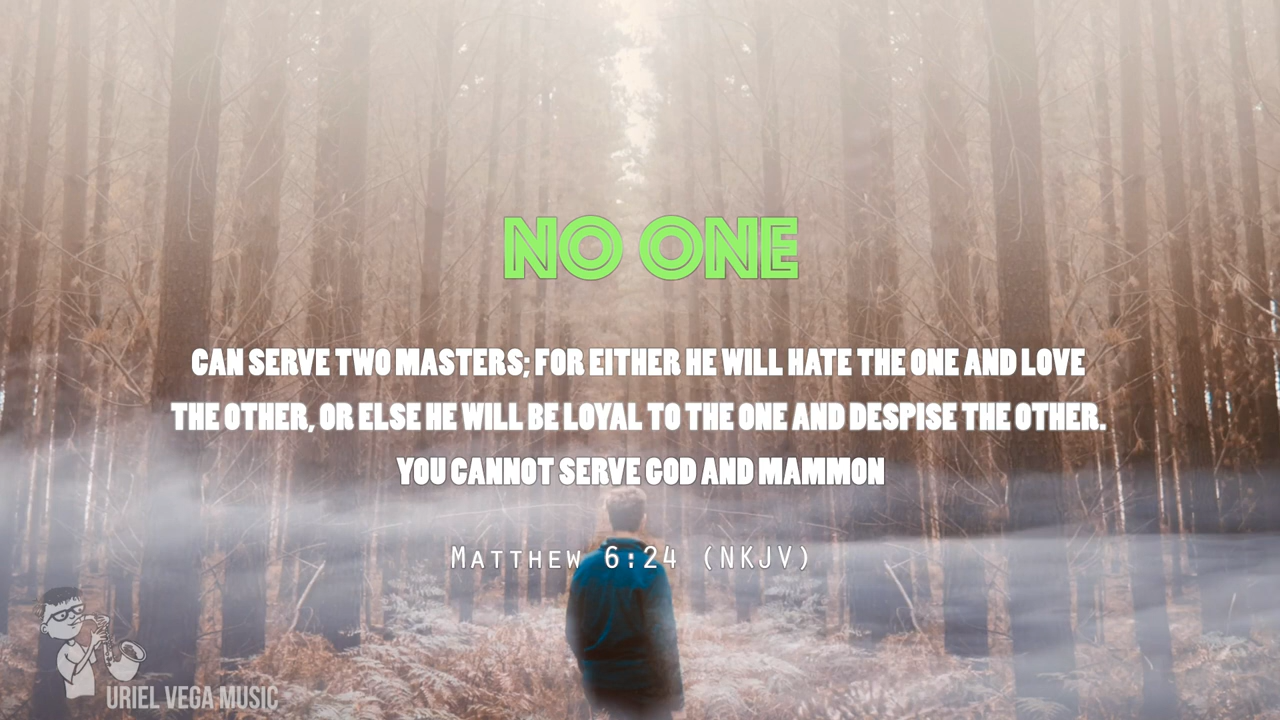 NO ONE
CAN SERVE TWO MASTERS; FOR EITHER HE WILL HATE THE ONE AND LOVE
THE OTHER, OR ELSE HE WILL BE LOYAL TO THE ONE AND DESPISE THE OTHER.
YOU CANNOT SERVE GOD AND MAMMON
Matthew 6:24 (NKJV)
URIEL VEGA MUSIC